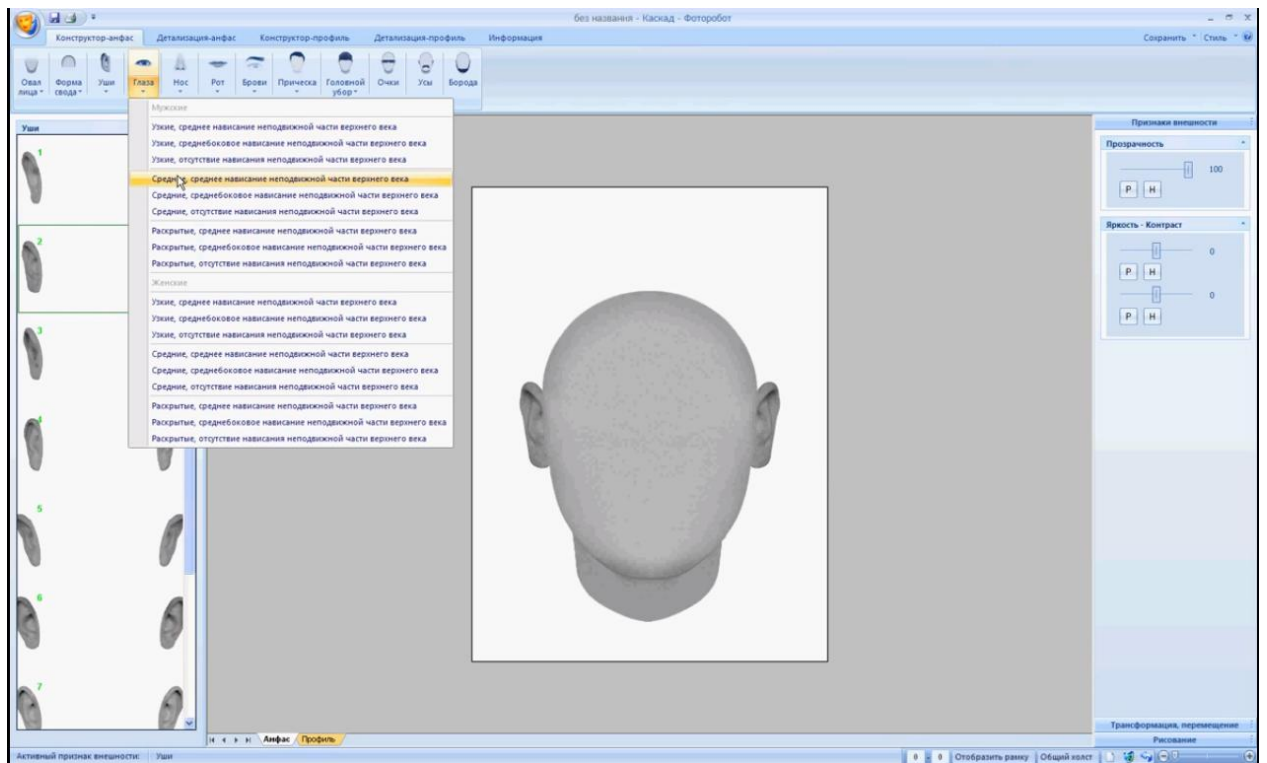 без названия - Каскад - Фоторобот
Конструктор-анфас Детализация-анфас Конструктор-профиль Детализация-профиль Информация Сохранить Стиль
Овал лица Форма свода Уши Глаза Нос Рот Брови Прическа Головной убор Очки Усы Борода
Мужские
Узкие, среднее нависание неподвижной части верхнего века
Узкие, среднебоковое нависание неподвижной части верхнего века
Узкие, отсутствие нависания неподвижной части верхнего века
Средние, среднее нависание неподвижной части верхнего века
Средние, среднебоковое нависание неподвижной части верхнего века
Средние, отсутствие нависания неподвижной части верхнего века
Раскрытые, среднее нависание неподвижной части верхнего века
Раскрытые, среднебоковое нависание неподвижной части верхнего века
Раскрытые, отсутствие нависания неподвижной части верхнего века
Женские
Узкие, среднее нависание неподвижной части верхнего века
Узкие, среднебоковое нависание неподвижной части верхнего века
Узкие, отсутствие нависания неподвижной части верхнего века
Средние, среднее нависание неподвижной части верхнего века
Средние, среднебоковое нависание неподвижной части верхнего века
Средние, отсутствие нависания неподвижной части верхнего века
Раскрытые, среднее нависание неподвижной части верхнего века
Раскрытые, среднебоковое нависание неподвижной части верхнего века
Раскрытые, отсутствие нависания неподвижной части верхнего века
Уши
1
2
3
4
5
6
7
Признаки внешности
Прозрачность
100
Р Н
Яркость - Контраст
0
Р Н
0
Р Н
Трансформация, перемещение
Рисование
Анфас Профиль
Активный признак внешности: Уши
0 - 0 Отобразить рамку Общий холст